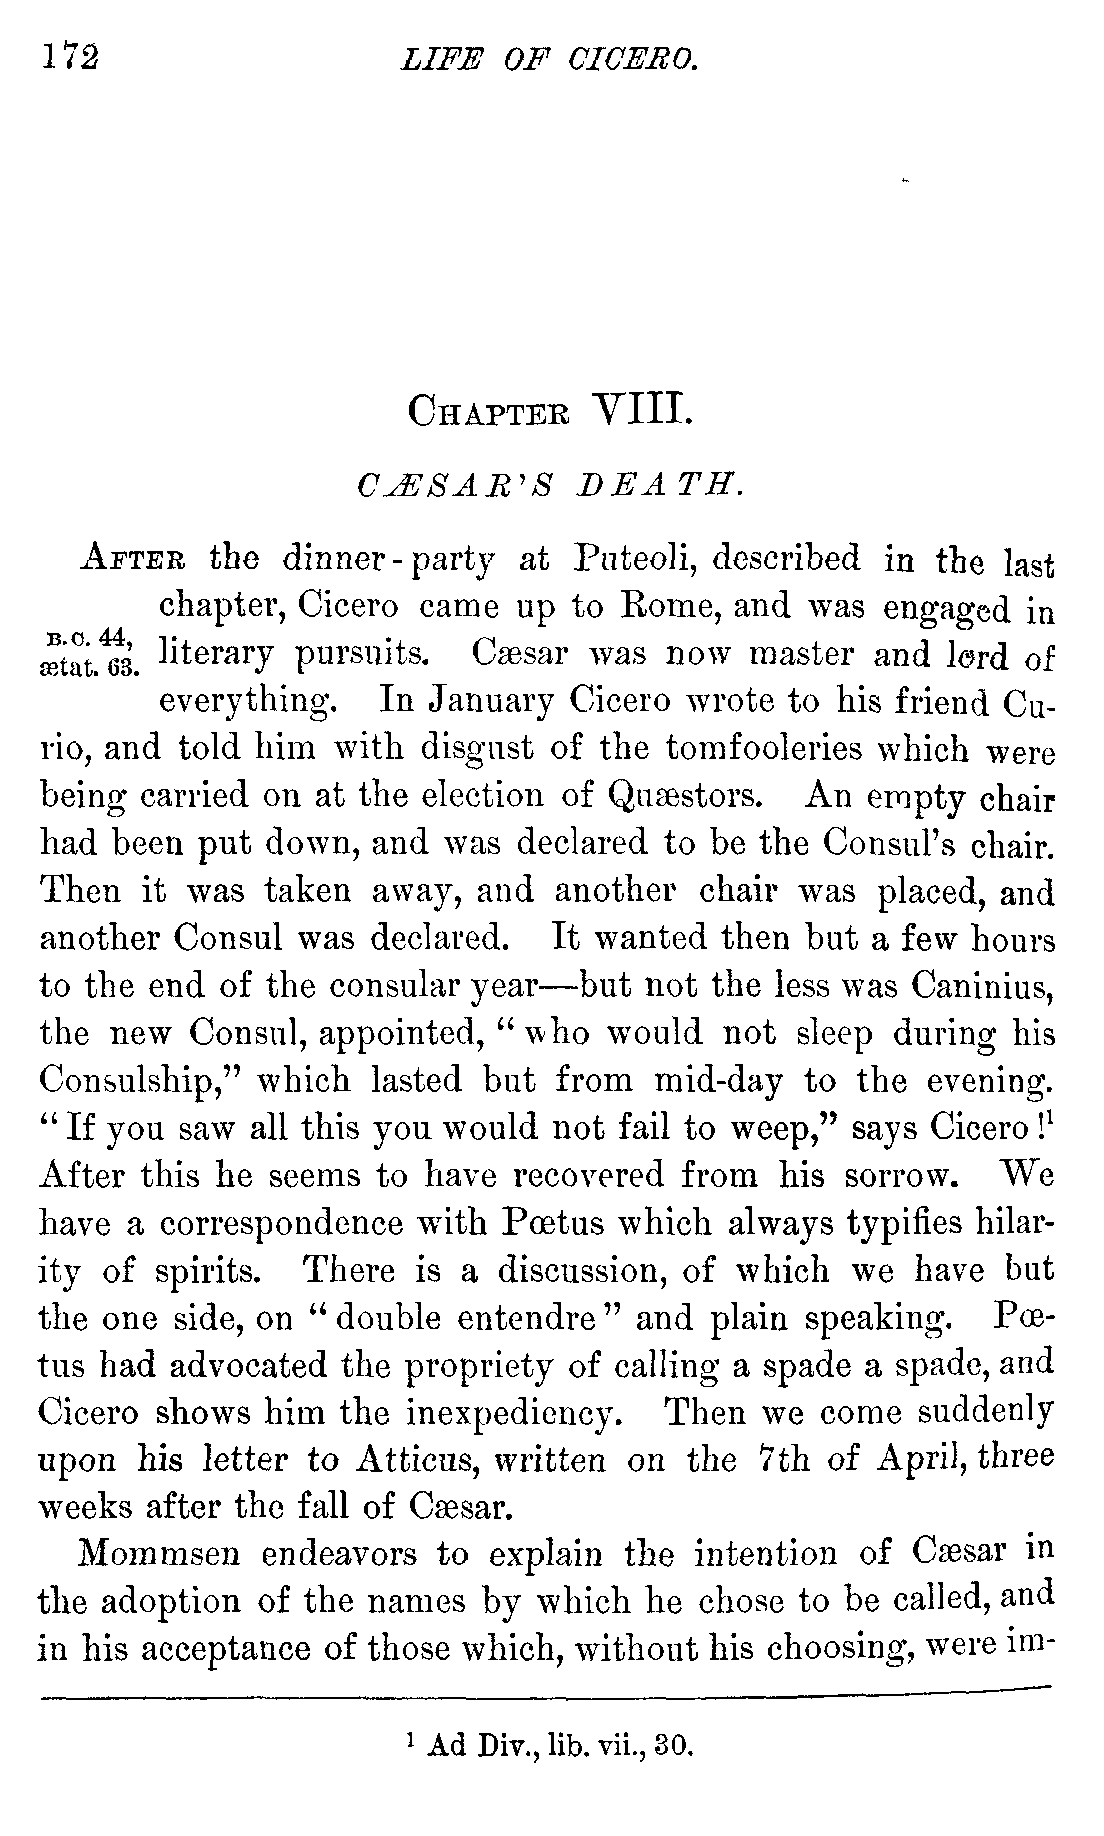 172 LIFE OF CICERO.
CHAPTER VIII.
CÆSAR'S DEATH.
AFTER the dinner-party at Puteoli, described in the last
chapter, Cicero came up to Rome, and was engaged in
B.C. 44,
ætat. 63.
literary pursuits. Cæsar was now master and lord of
everything. In January Cicero wrote to his friend Cu-
rio, and told him with disgust of the tomfooleries which were
being carried on at the election of Quæstors. An empty chair
had been put down, and was declared to be the Consul's chair.
Then it was taken away, and another chair was placed, and
another Consul was declared. It wanted then but a few hours
to the end of the consular year—but not the less was Caninius,
the new Consul, appointed, “who would not sleep during his
Consulship,” which lasted but from mid-day to the evening.
“If you saw all this you would not fail to weep,” says Cicero!¹
After this he seems to have recovered from his sorrow. We
have a correspondence with Pœtus which always typifies hilar-
ity of spirits. There is a discussion, of which we have but
the one side, on “double entendre” and plain speaking. Pœ-
tus had advocated the propriety of calling a spade a spade, and
Cicero shows him the inexpediency. Then we come suddenly
upon his letter to Atticus, written on the 7th of April, three
weeks after the fall of Cæsar.
Mommsen endeavors to explain the intention of Cæsar in
the adoption of the names by which he chose to be called, and
in his acceptance of those which, without his choosing, were im-
¹ Ad Div., lib. vii., 30.